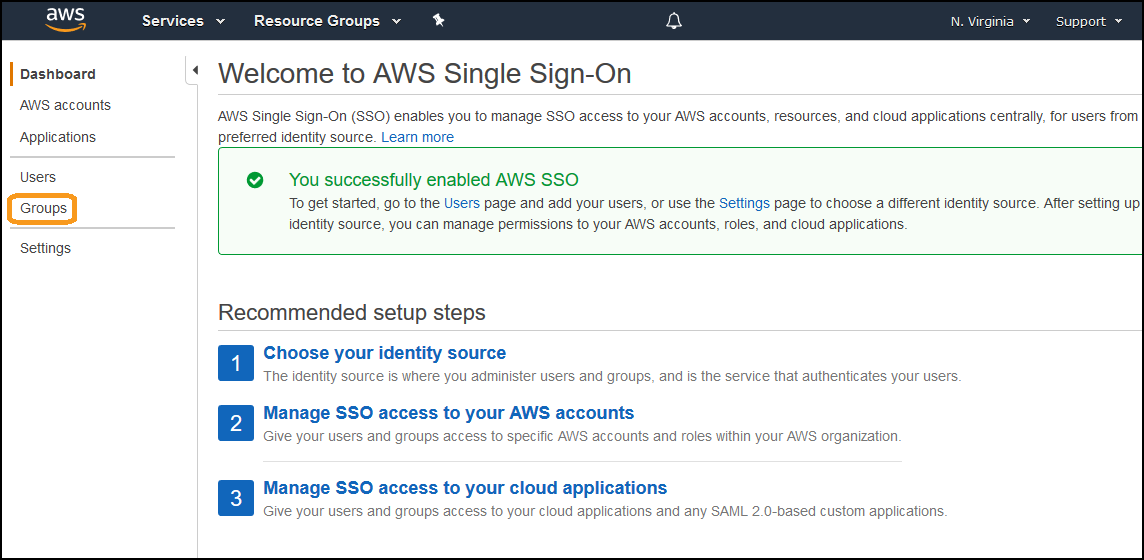 aws Services Resource Groups N. Virginia Support
Dashboard
AWS accounts
Applications
Users
Groups
Settings
Welcome to AWS Single Sign-On
AWS Single Sign-On (SSO) enables you to manage SSO access to your AWS accounts, resources, and cloud applications centrally, for users from
preferred identity source. Learn more
You successfully enabled AWS SSO
To get started, go to the Users page and add your users, or use the Settings page to choose a different identity source. After setting up
identity source, you can manage permissions to your AWS accounts, roles, and cloud applications.
Recommended setup steps
1 Choose your identity source
The identity source is where you administer users and groups, and is the service that authenticates your users.
2 Manage SSO access to your AWS accounts
Give your users and groups access to specific AWS accounts and roles within your AWS organization.
3 Manage SSO access to your cloud applications
Give your users and groups access to your cloud applications and any SAML 2.0-based custom applications.